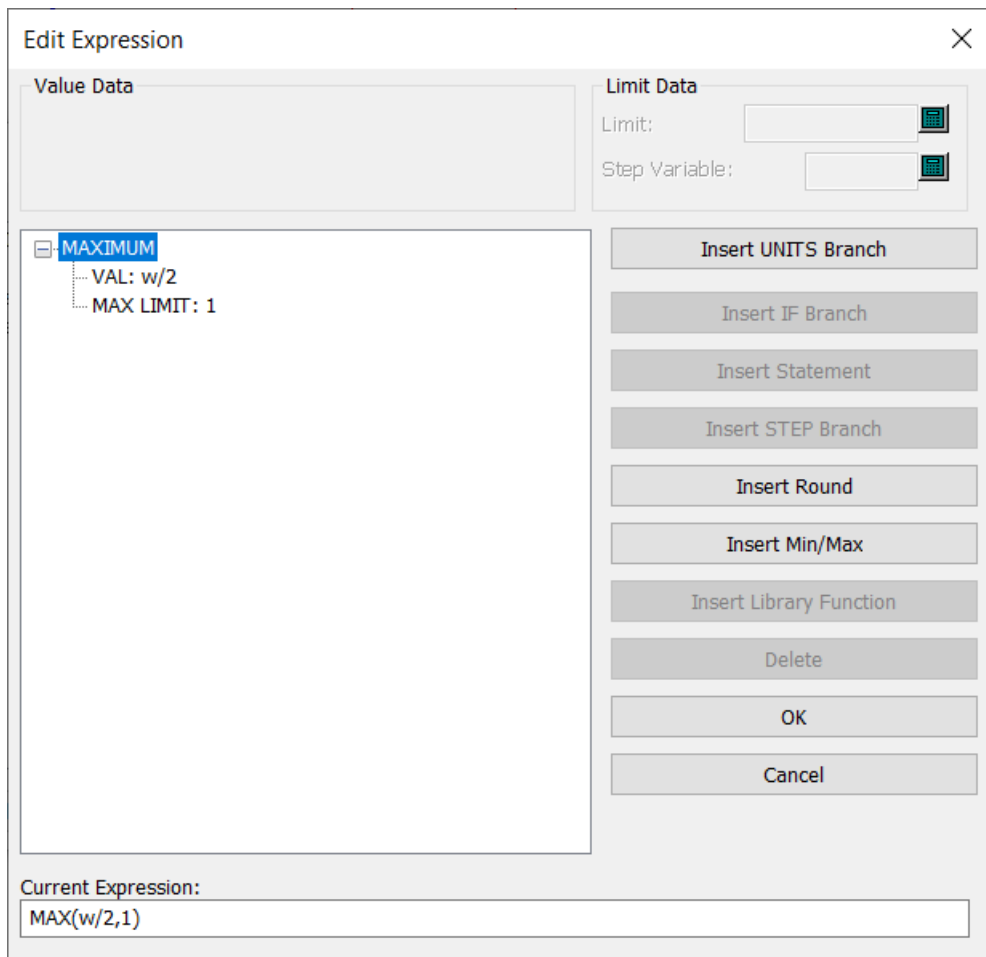 Edit Expression
Value Data
Limit Data
Limit:
Step Variable:
MAXIMUM
VAL: w/2
MAX LIMIT: 1
Insert UNITS Branch
Insert IF Branch
Insert Statement
Insert STEP Branch
Insert Round
Insert Min/Max
Insert Library Function
Delete
OK
Cancel
Current Expression:
MAX(w/2,1)